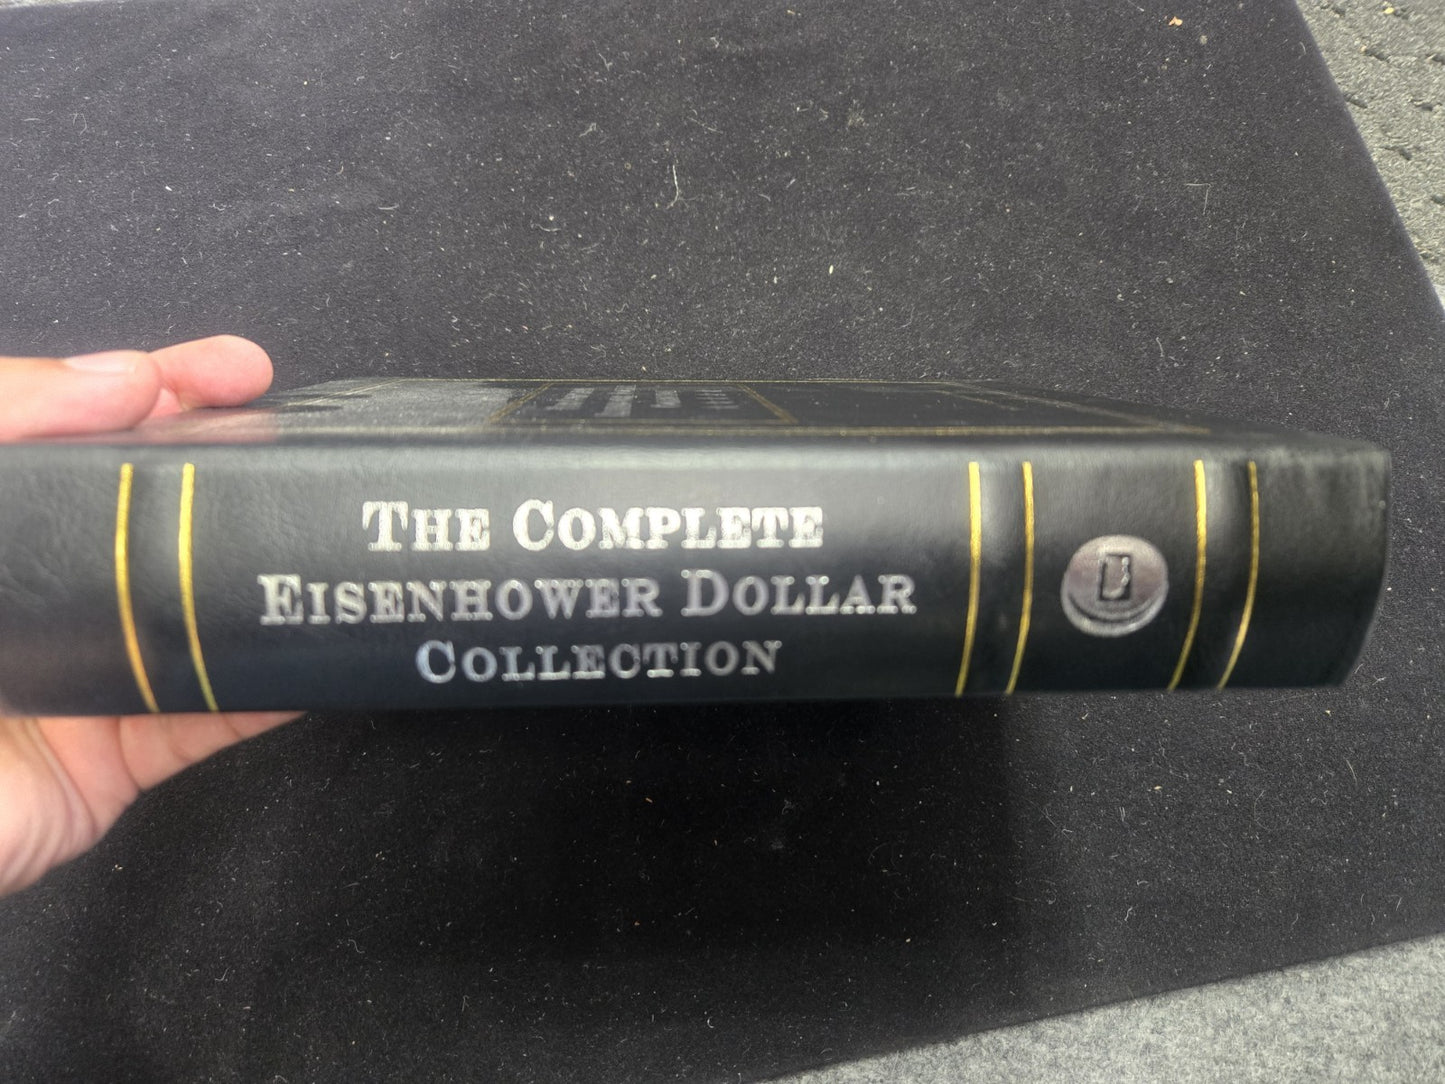 THE COMPLETE
EISENHOWER DOLLAR
COLLECTION